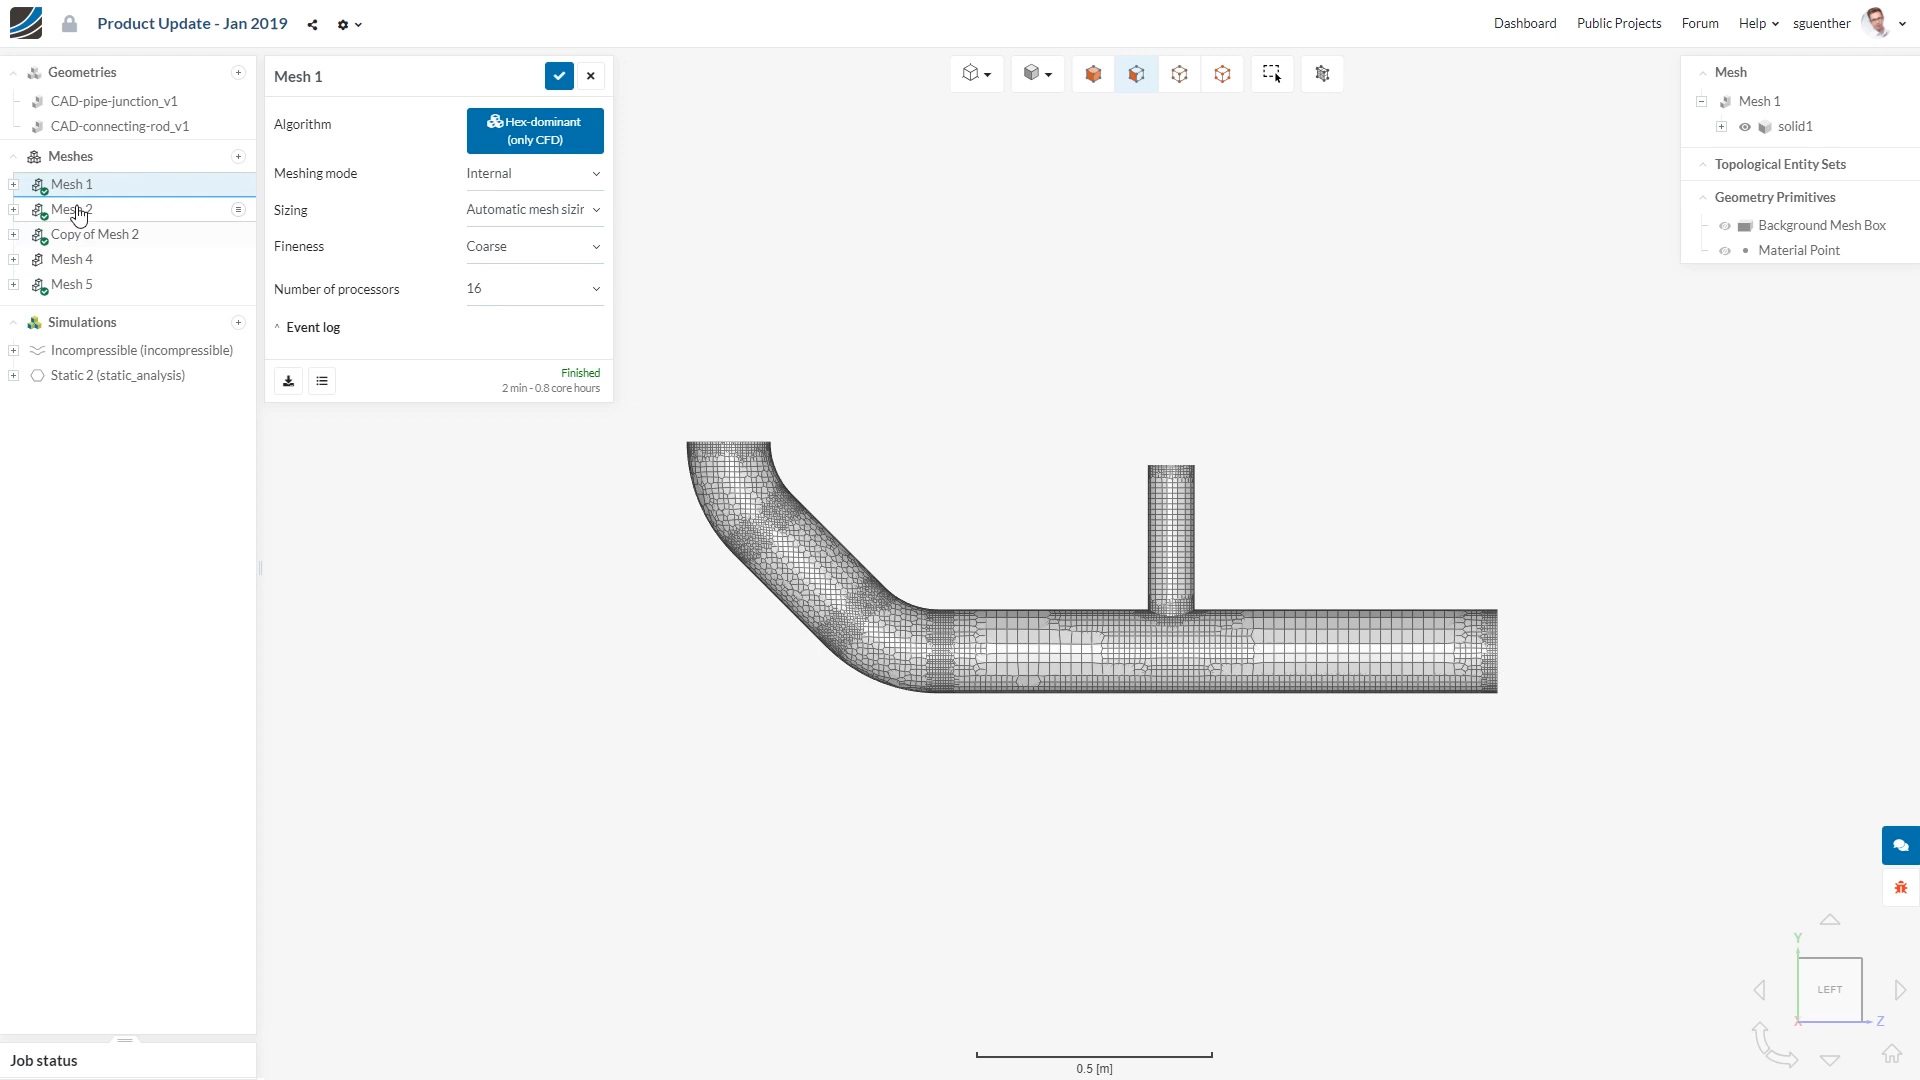 Product Update - Jan 2019
Dashboard
Public Projects
Forum
Help
sguenther
Geometries
CAD-pipe-junction_v1
CAD-connecting-rod_v1
Meshes
Mesh 1
Mesh 2
Copy of Mesh 2
Mesh 4
Mesh 5
Simulations
Incompressible (incompressible)
Static 2 (static_analysis)
Job status
Mesh 1
Algorithm
Hex-dominant
(only CFD)
Meshing mode
Internal
Sizing
Automatic mesh sizir
Fineness
Coarse
Number of processors
16
Event log
Finished
2 min - 0.8 core hours
Mesh
Mesh 1
solid1
Topological Entity Sets
Geometry Primitives
Background Mesh Box
Material Point
0.5 [m]
Y
LEFT
X
Z